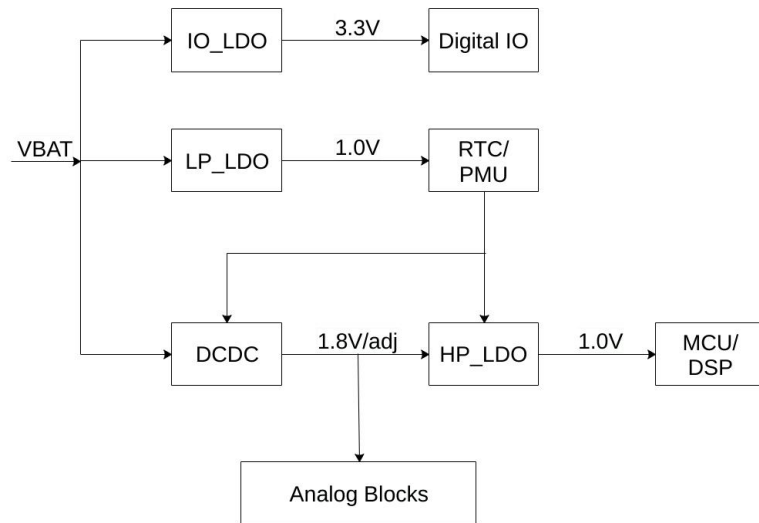 IO_LDO
3.3V
Digital IO
VBAT
LP_LDO
1.0V
RTC/
PMU
DCDC
1.8V/adj
HP_LDO
1.0V
MCU/
DSP
Analog Blocks